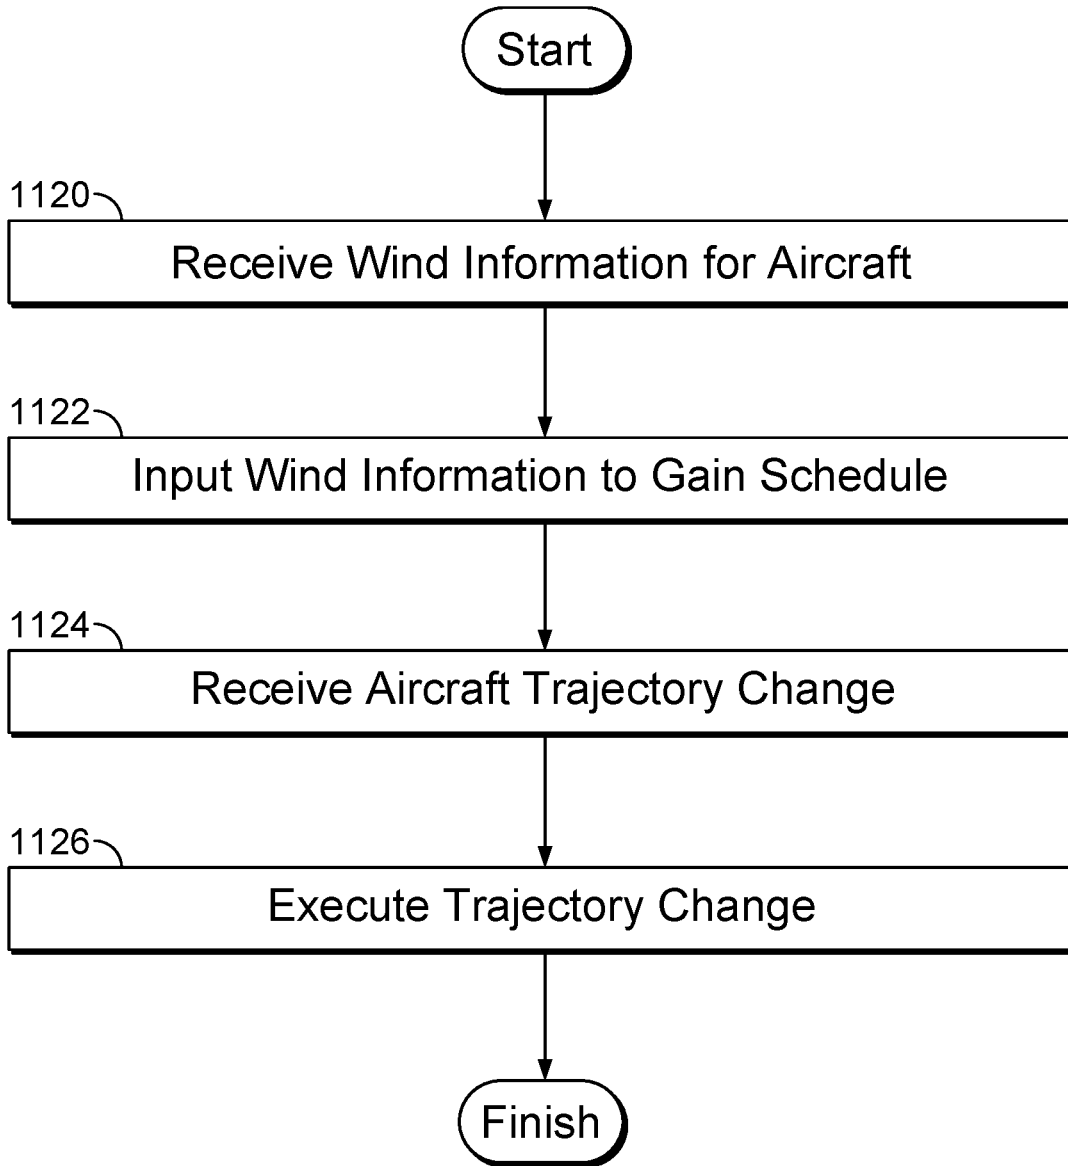 Start
1120
Receive Wind Information for Aircraft
1122
Input Wind Information to Gain Schedule
1124
Receive Aircraft Trajectory Change
1126
Execute Trajectory Change
Finish